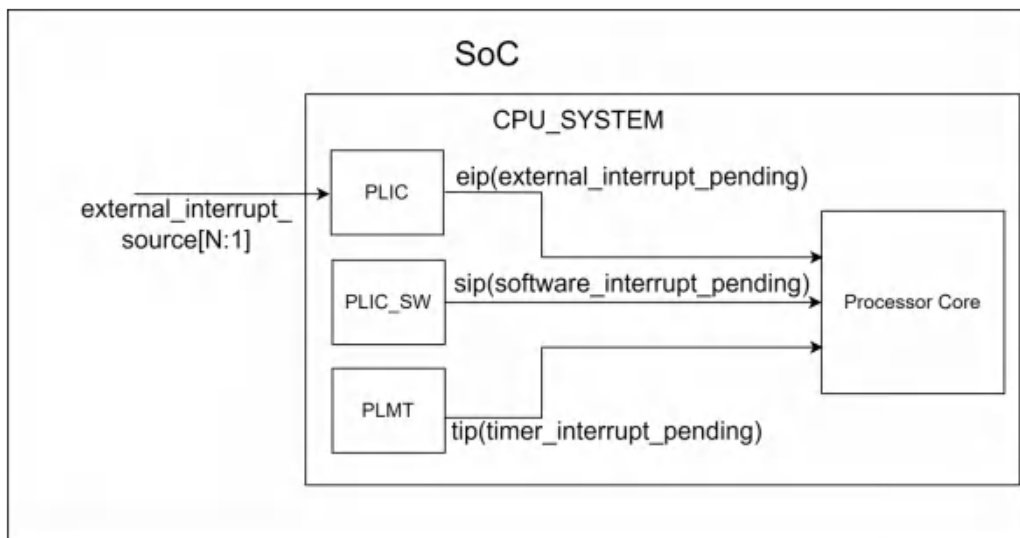 SoC
CPU_SYSTEM
PLIC
eip(external_interrupt_pending)
external_interrupt_
source[N:1]
PLIC_SW
sip(software_interrupt_pending)
Processor Core
PLMT
tip(timer_interrupt_pending)